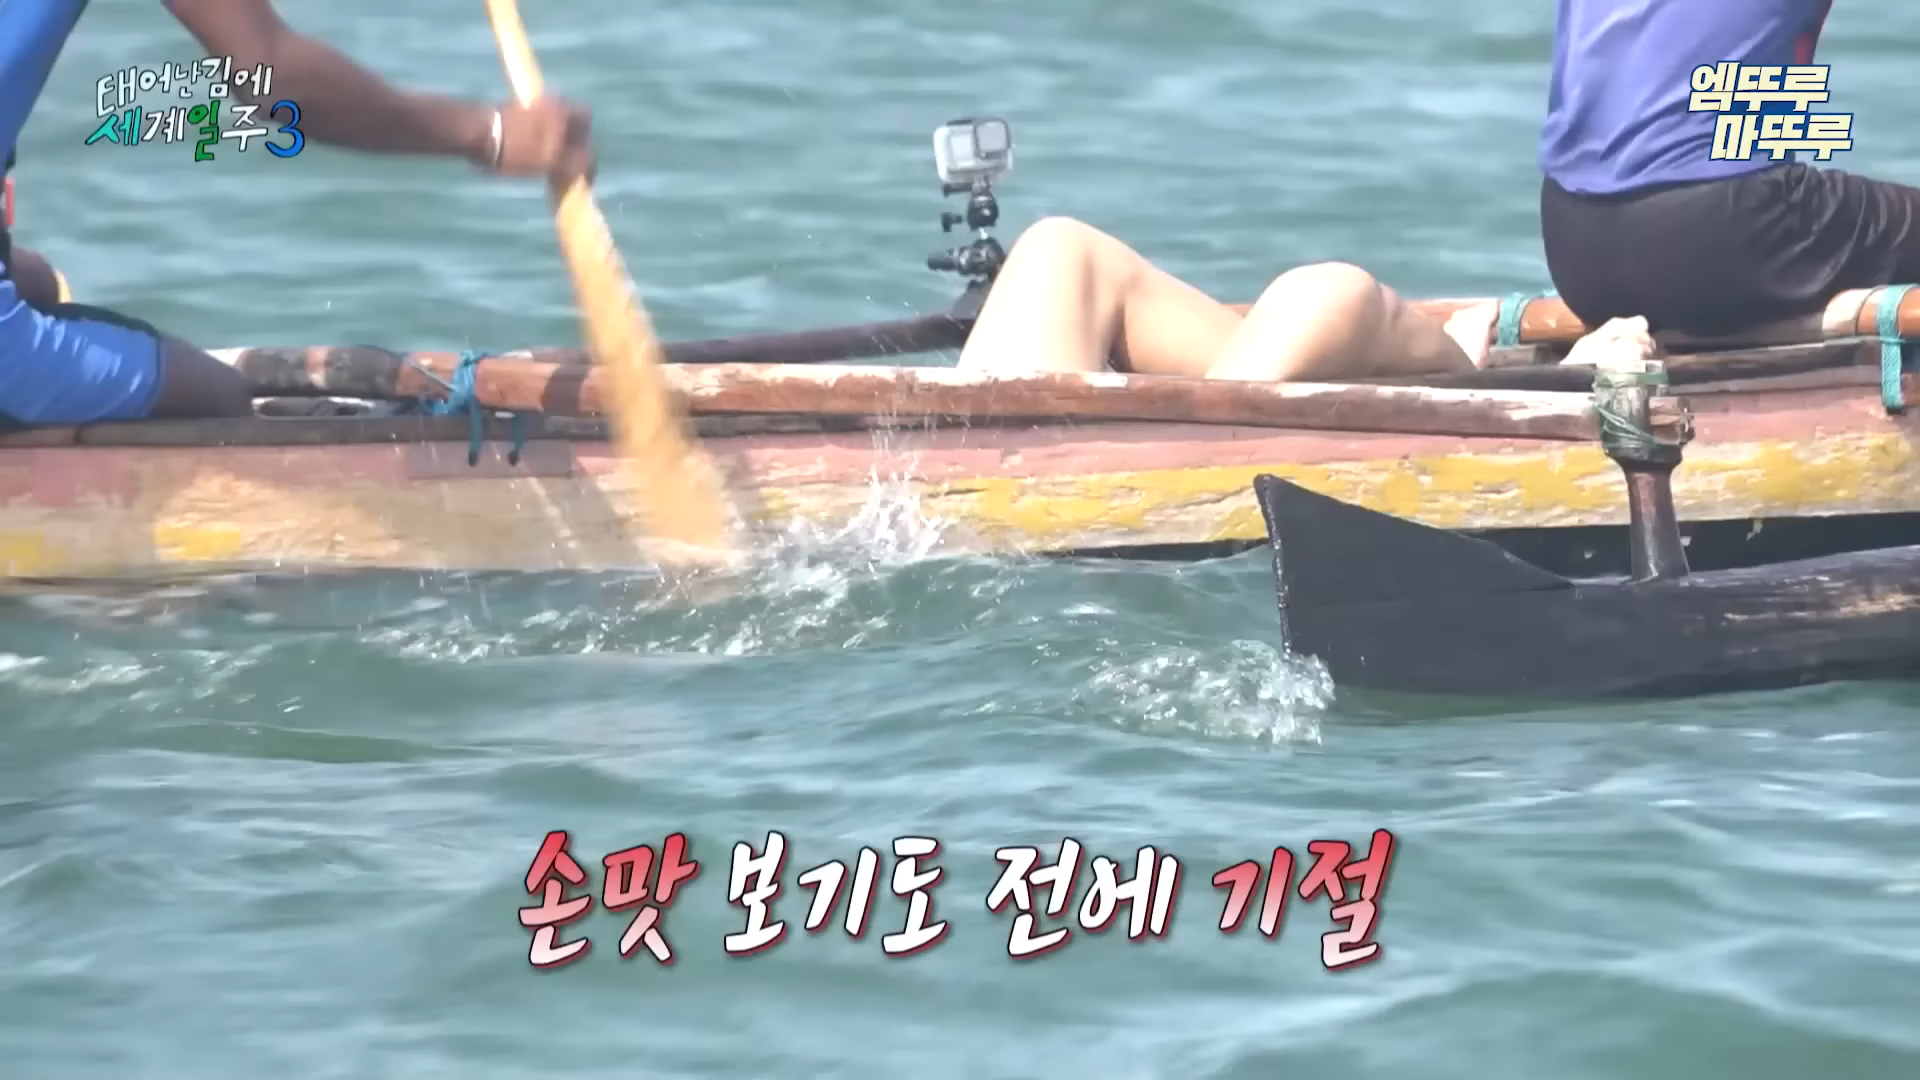 태어난김에
세계일주3
엠뚜루
마뚜루
손맛 보기도 전에 기절